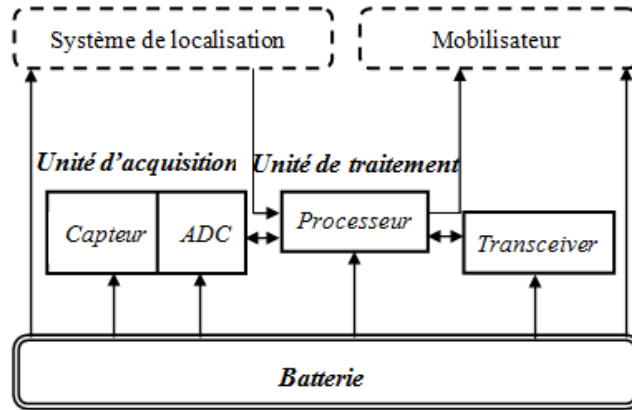 Système de localisation
Mobilisateur
Unité d'acquisition
Unité de traitement
Capteur
ADC
Processeur
Transceiver
Batterie